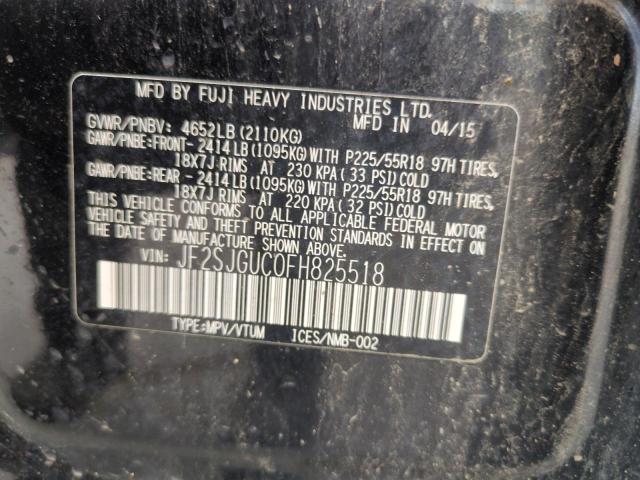 MFD BY FUJI HEAVY INDUSTRIES LTD.
MFD IN 04/15
GVWR/PNBV: 4652LB(2110KG)
GAWR/PNBE:FRONT- 2414LB(1095KG)WITH P225/55R18 97H TIRES,
18X7J RIMS AT 230 KPA(33 PSI)COLD
GAWR/PNBE:REAR - 2414LB(1095KG)WITH P225/55R18 97H TIRES,
18X7J RIMS AT 220 KPA(32 PSI)COLD
THIS VEHICLE CONFORMS TO ALL APPLICABLE FEDERAL MOTOR
VEHICLE SAFETY AND THEFT PREVENTION STANDARDS IN EFFECT ON
THE DATE OF MANUFACTURE SHOWN ABOVE.
VIN: JF2SJGUC0FH825518
TYPE:MPV/VTUM ICES/NMB-002